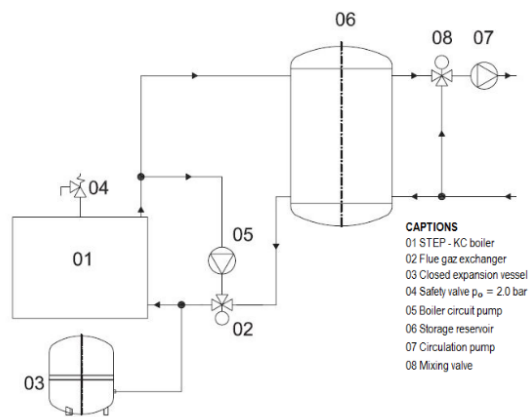 06
08
07
04
01
05
02
03
CAPTIONS
01 STEP - KC boiler
02 Flue gaz exchanger
03 Closed expansion vessel
04 Safety valve pₒ = 2.0 bar
05 Boiler circuit pump
06 Storage reservoir
07 Circulation pump
08 Mixing valve